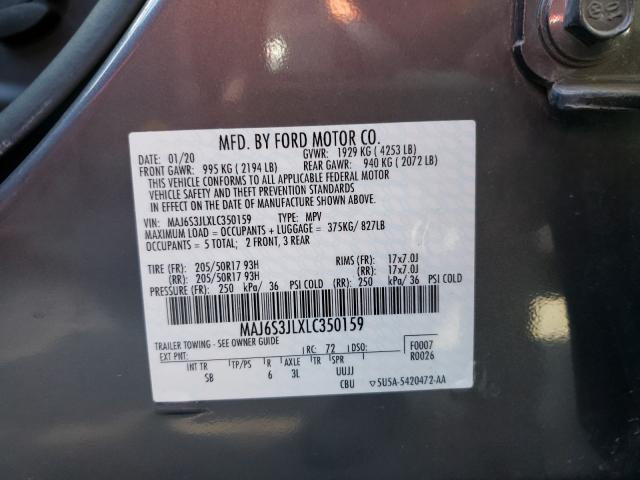 MFD. BY FORD MOTOR CO.
DATE: 01/20 GVWR: 1929 KG ( 4253 LB)
FRONT GAWR: 995 KG ( 2194 LB) REAR GAWR: 940 KG ( 2072 LB)
THIS VEHICLE CONFORMS TO ALL APPLICABLE FEDERAL MOTOR
VEHICLE SAFETY AND THEFT PREVENTION STANDARDS
IN EFFECT ON THE DATE OF MANUFACTURE SHOWN ABOVE.
VIN: MAJ6S3JLXLC350159 TYPE: MPV
MAXIMUM LOAD = OCCUPANTS + LUGGAGE = 375KG/ 827LB
OCCUPANTS = 5 TOTAL; 2 FRONT, 3 REAR
TIRE (FR): 205/50R17 93H RIMS (FR): 17x7.0J
(RR): 205/50R17 93H (RR): 17x7.0J
PRESSURE (FR): 250 kPa/ 36 PSI COLD (RR): 250 kPa/ 36 PSI COLD
MAJ6S3JLXLC350159
TRAILER TOWING - SEE OWNER GUIDE
EXT PNT: RC: 72 DSO: F0007
R0026
INT TR TP/PS R AXLE TR SPR
SB 6 3L UUJJ
CBU ▽SU5A-5420472-AA